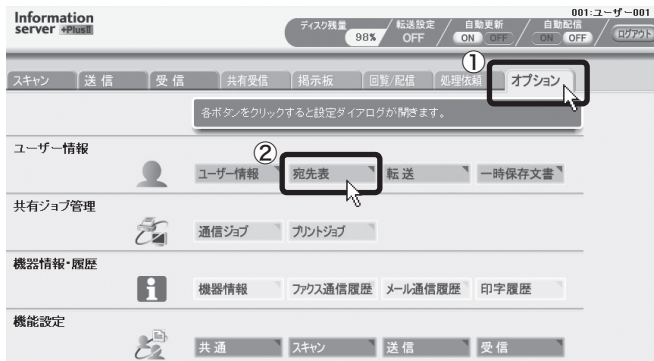 001:ユーザー001
Information
server +PlusⅡ
ディスク残量 98%
転送設定 OFF
自動更新 ON OFF
自動配信 ON OFF
ログアウト
①
スキャン 送信 受信 共有受信 掲示板 回覧/配信 処理依頼 オプション
各ボタンをクリックすると設定ダイアログが開きます。
ユーザー情報
②
ユーザー情報 宛先表 転送 一時保存文書
共有ジョブ管理
通信ジョブ プリントジョブ
機器情報・履歴
機器情報 ファクス通信履歴 メール通信履歴 印字履歴
機能設定
共通 スキャン 送信 受信